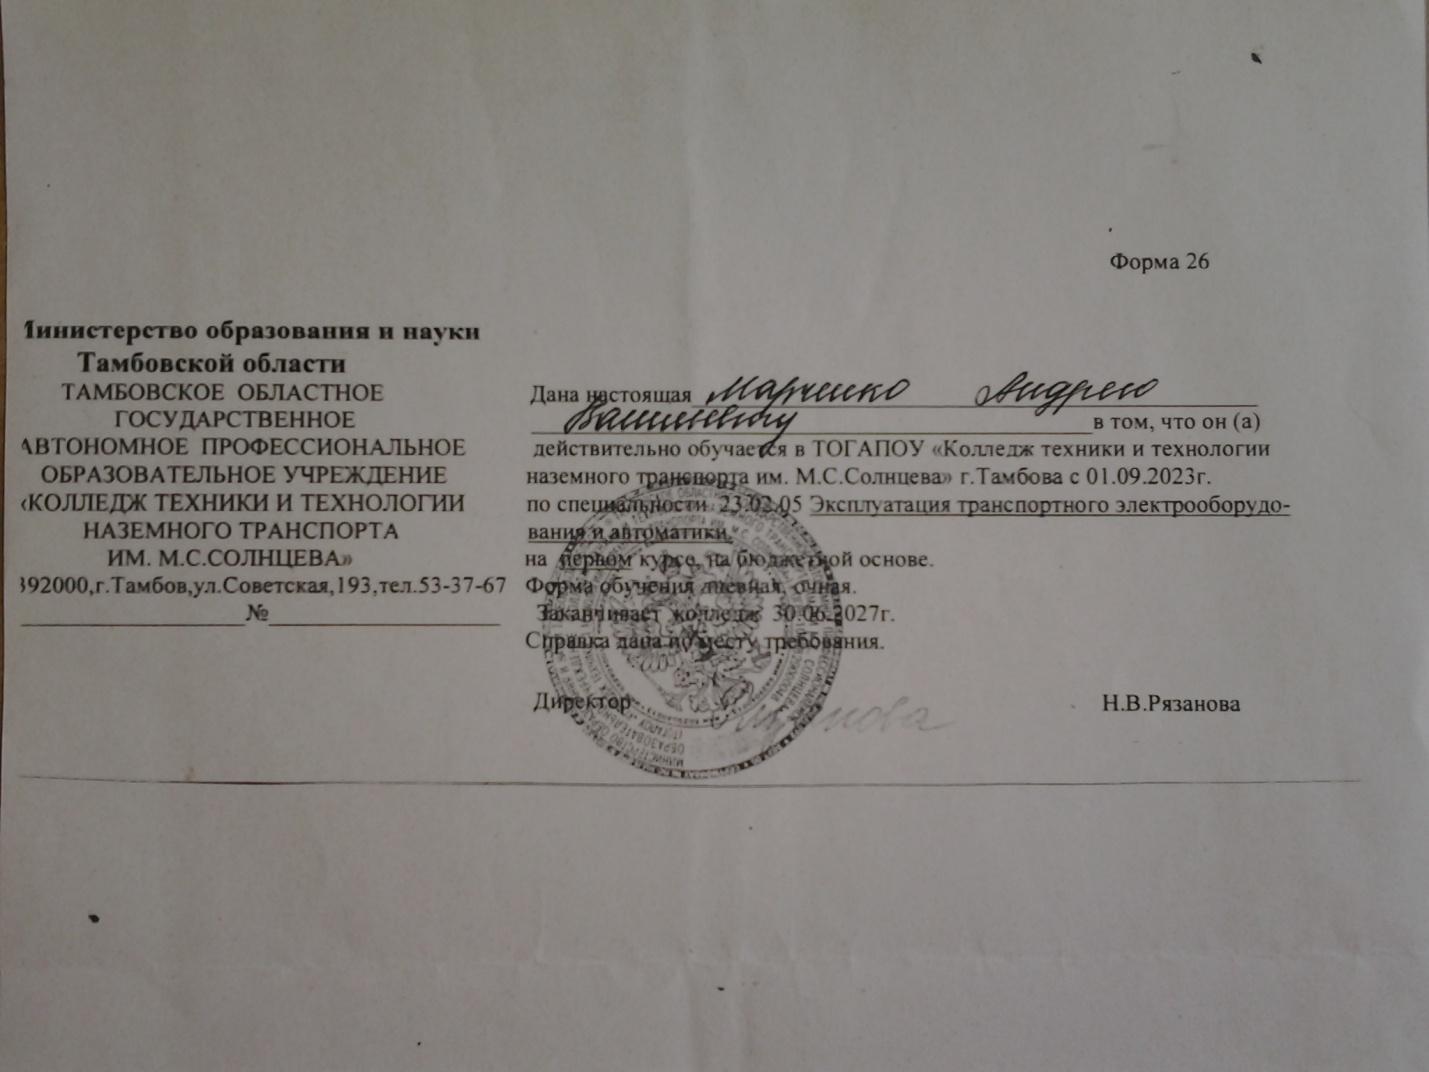 Форма 26
Министерство образования и науки
Тамбовской области
ТАМБОВСКОЕ ОБЛАСТНОЕ
ГОСУДАРСТВЕННОЕ
АВТОНОМНОЕ ПРОФЕССИОНАЛЬНОЕ
ОБРАЗОВАТЕЛЬНОЕ УЧРЕЖДЕНИЕ
«КОЛЛЕДЖ ТЕХНИКИ И ТЕХНОЛОГИИ
НАЗЕМНОГО ТРАНСПОРТА
ИМ. М.С.СОЛНЦЕВА»
392000,г.Тамбов,ул.Советская,193,тел.53-37-67
№
Дана настоящая Марченко Андрею
в том, что он (а)
действительно обучается в ТОГАПОУ «Колледж техники и технологии
наземного транспорта им. М.С.Солнцева» г.Тамбова с 01.09.2023г.
по специальности 23.02.05 Эксплуатация транспортного электрооборудо-
вания и автоматики,
на первом курсе, на бюджетной основе.
Форма обучения дневная, очная.
Заканчивает колледж 30.06.2027г.
Справка дана по месту требования.
Директор Н.В.Рязанова